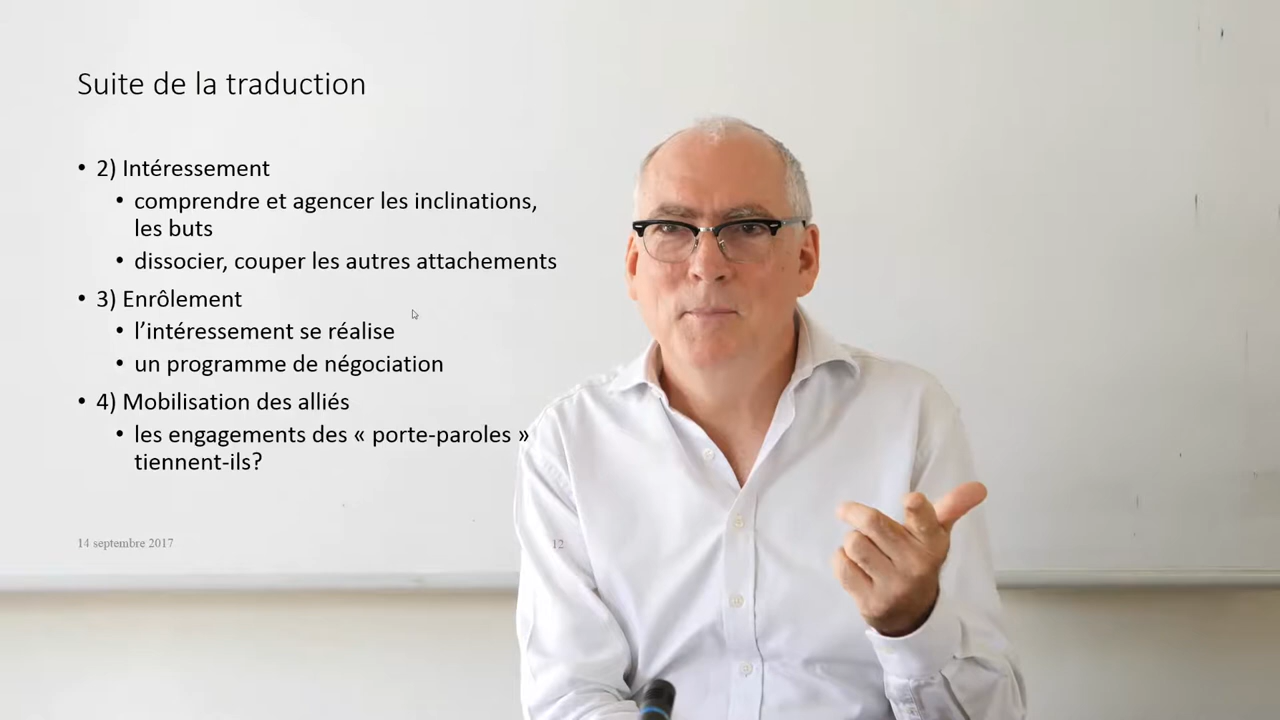 Suite de la traduction
• 2) Intéressement
• comprendre et agencer les inclinations,
les buts
• dissocier, couper les autres attachements
• 3) Enrôlement
• l’intéressement se réalise
• un programme de négociation
• 4) Mobilisation des alliés
• les engagements des « porte-paroles »
tiennent-ils?
14 septembre 2017
12